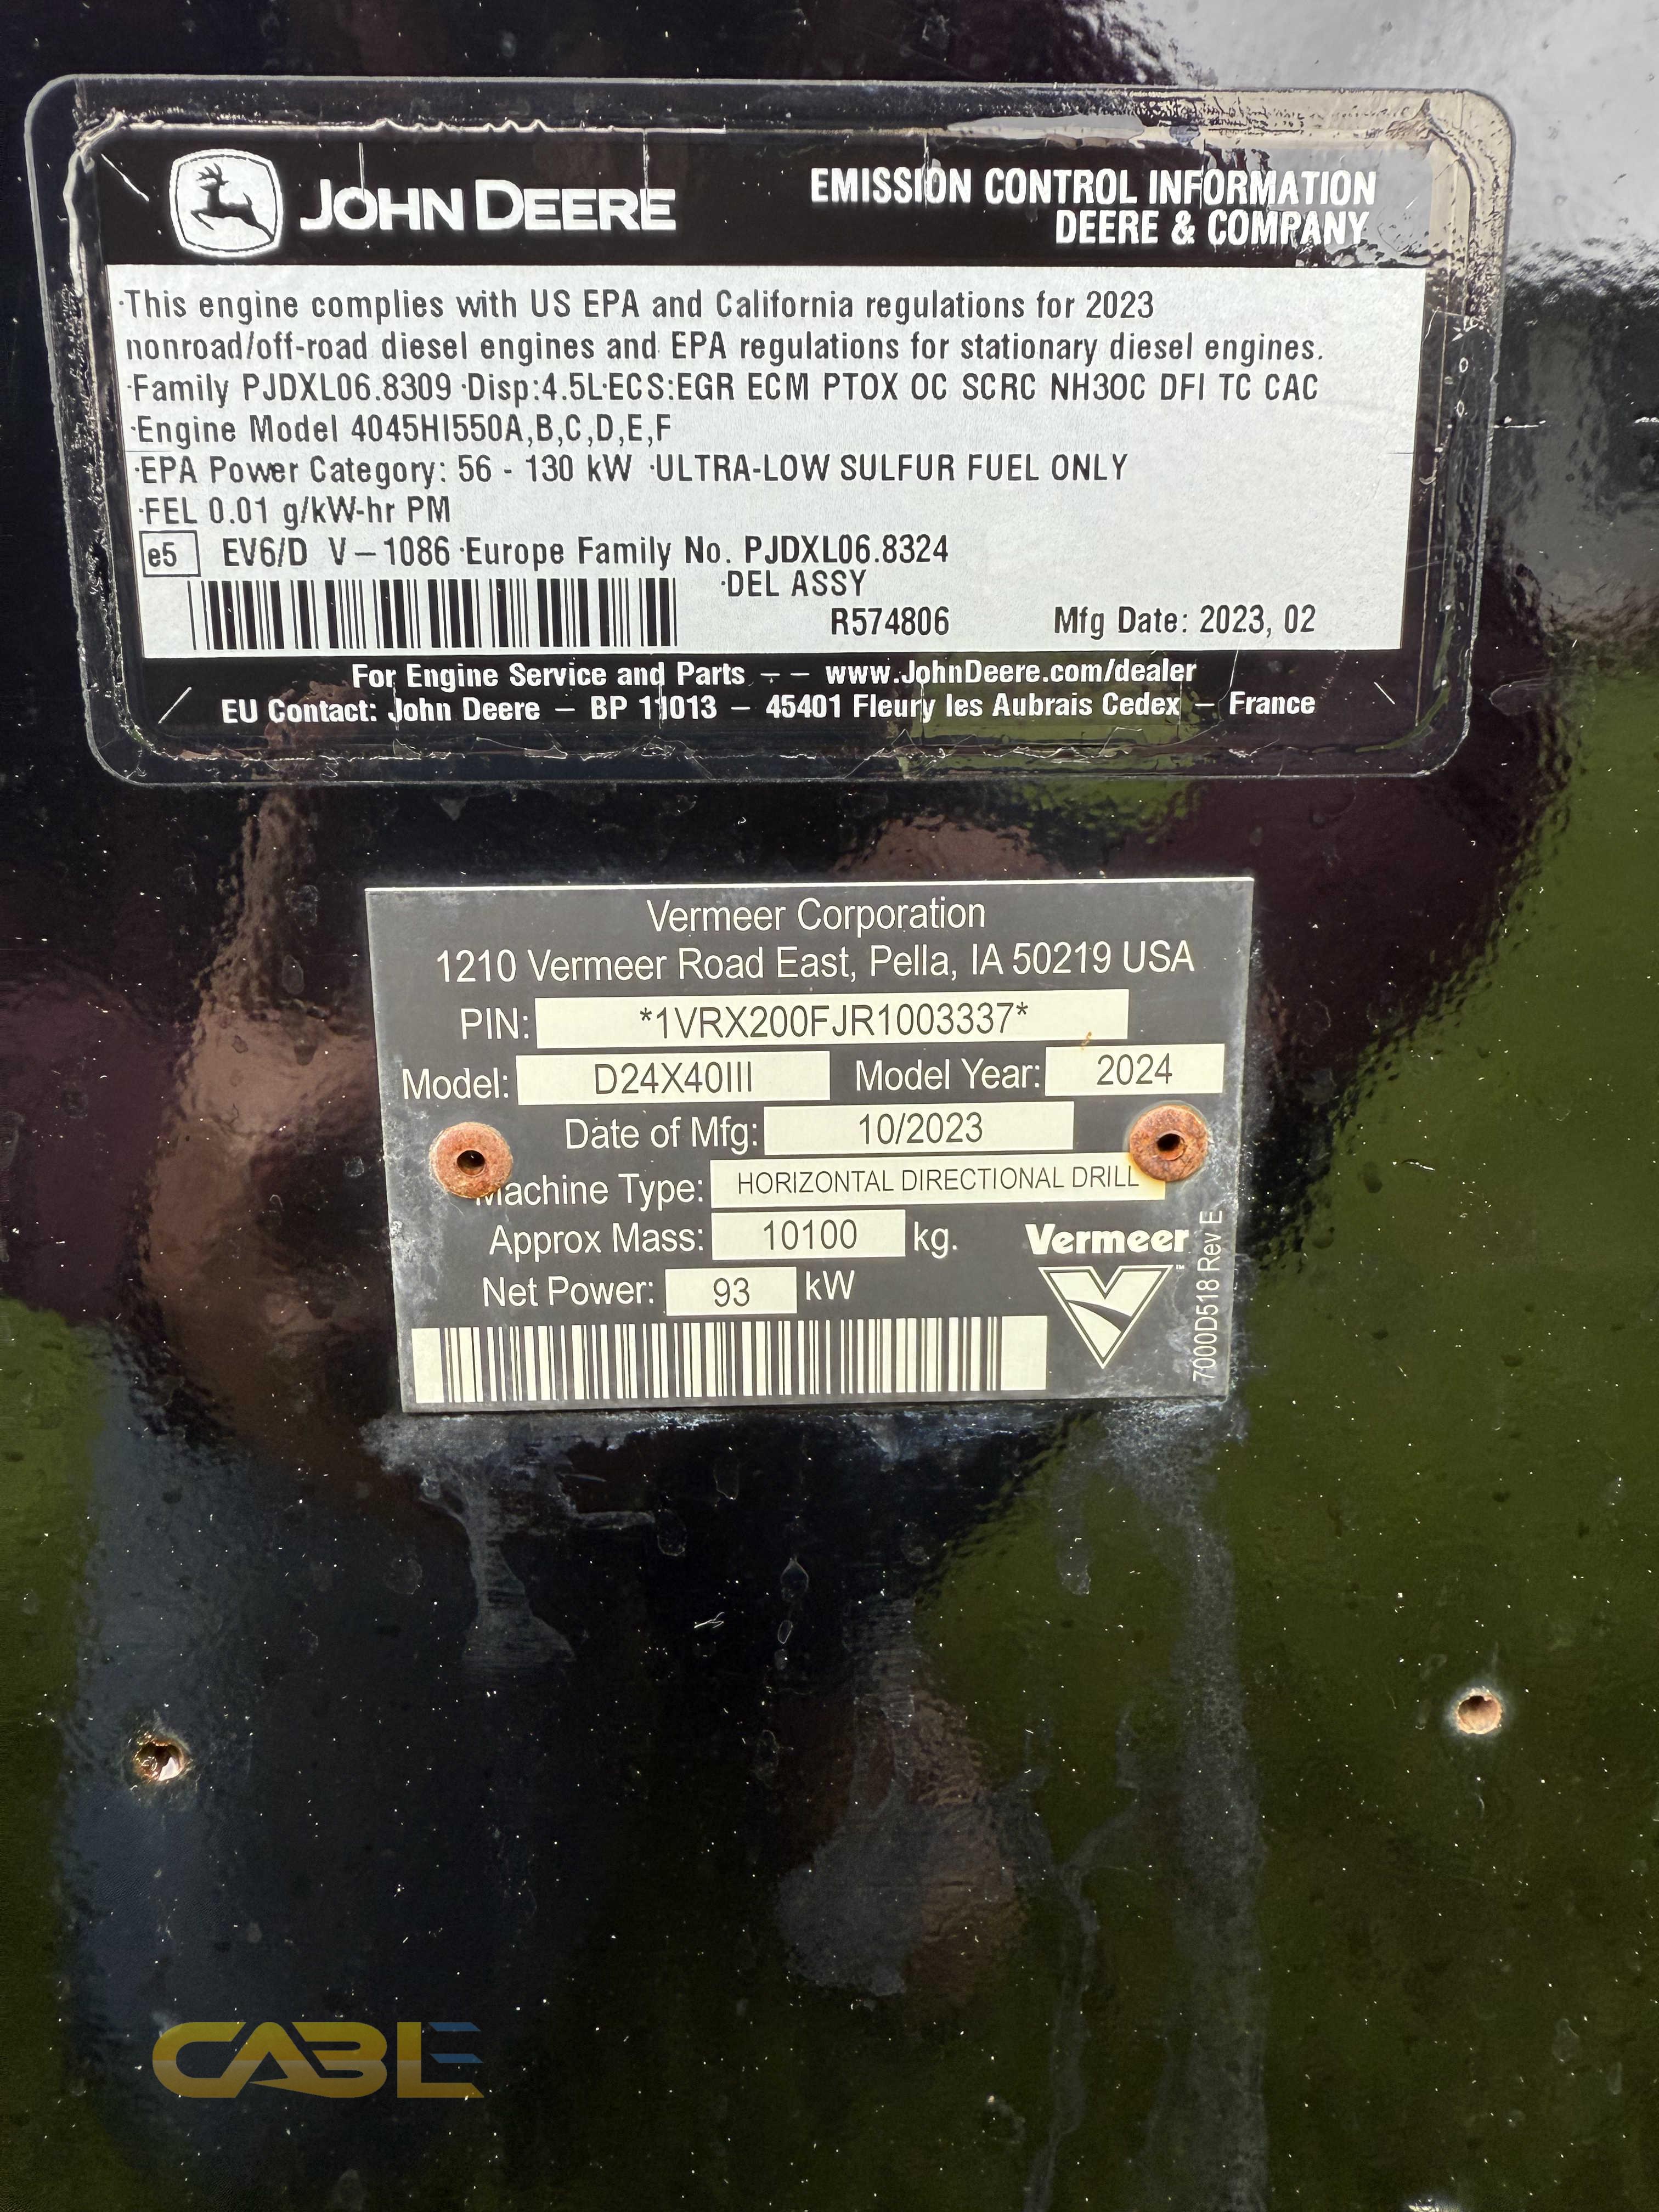 JOHN DEERE
EMISSION CONTROL INFORMATION
DEERE & COMPANY
·This engine complies with US EPA and California regulations for 2023
nonroad/off-road diesel engines and EPA regulations for stationary diesel engines.
·Family PJDXL06.8309 ·Disp:4.5L·ECS:EGR ECM PTOX OC SCRC NH3OC DFI TC CAC
·Engine Model 4045HI550A,B,C,D,E,F
·EPA Power Category: 56 - 130 kW ·ULTRA-LOW SULFUR FUEL ONLY
·FEL 0.01 g/kW-hr PM
e5 EV6/D V – 1086 ·Europe Family No. PJDXL06.8324
·DEL ASSY
R574806 Mfg Date: 2023, 02
For Engine Service and Parts – – www.JohnDeere.com/dealer
EU Contact: John Deere – BP 11013 – 45401 Fleury les Aubrais Cedex – France
Vermeer Corporation
1210 Vermeer Road East, Pella, IA 50219 USA
PIN: *1VRX200FJR1003337*
Model: D24X40III Model Year: 2024
Date of Mfg: 10/2023
Machine Type: HORIZONTAL DIRECTIONAL DRILL
Approx Mass: 10100 kg.
Net Power: 93 kW
Vermeer
7000D518 Rev E
CABLE